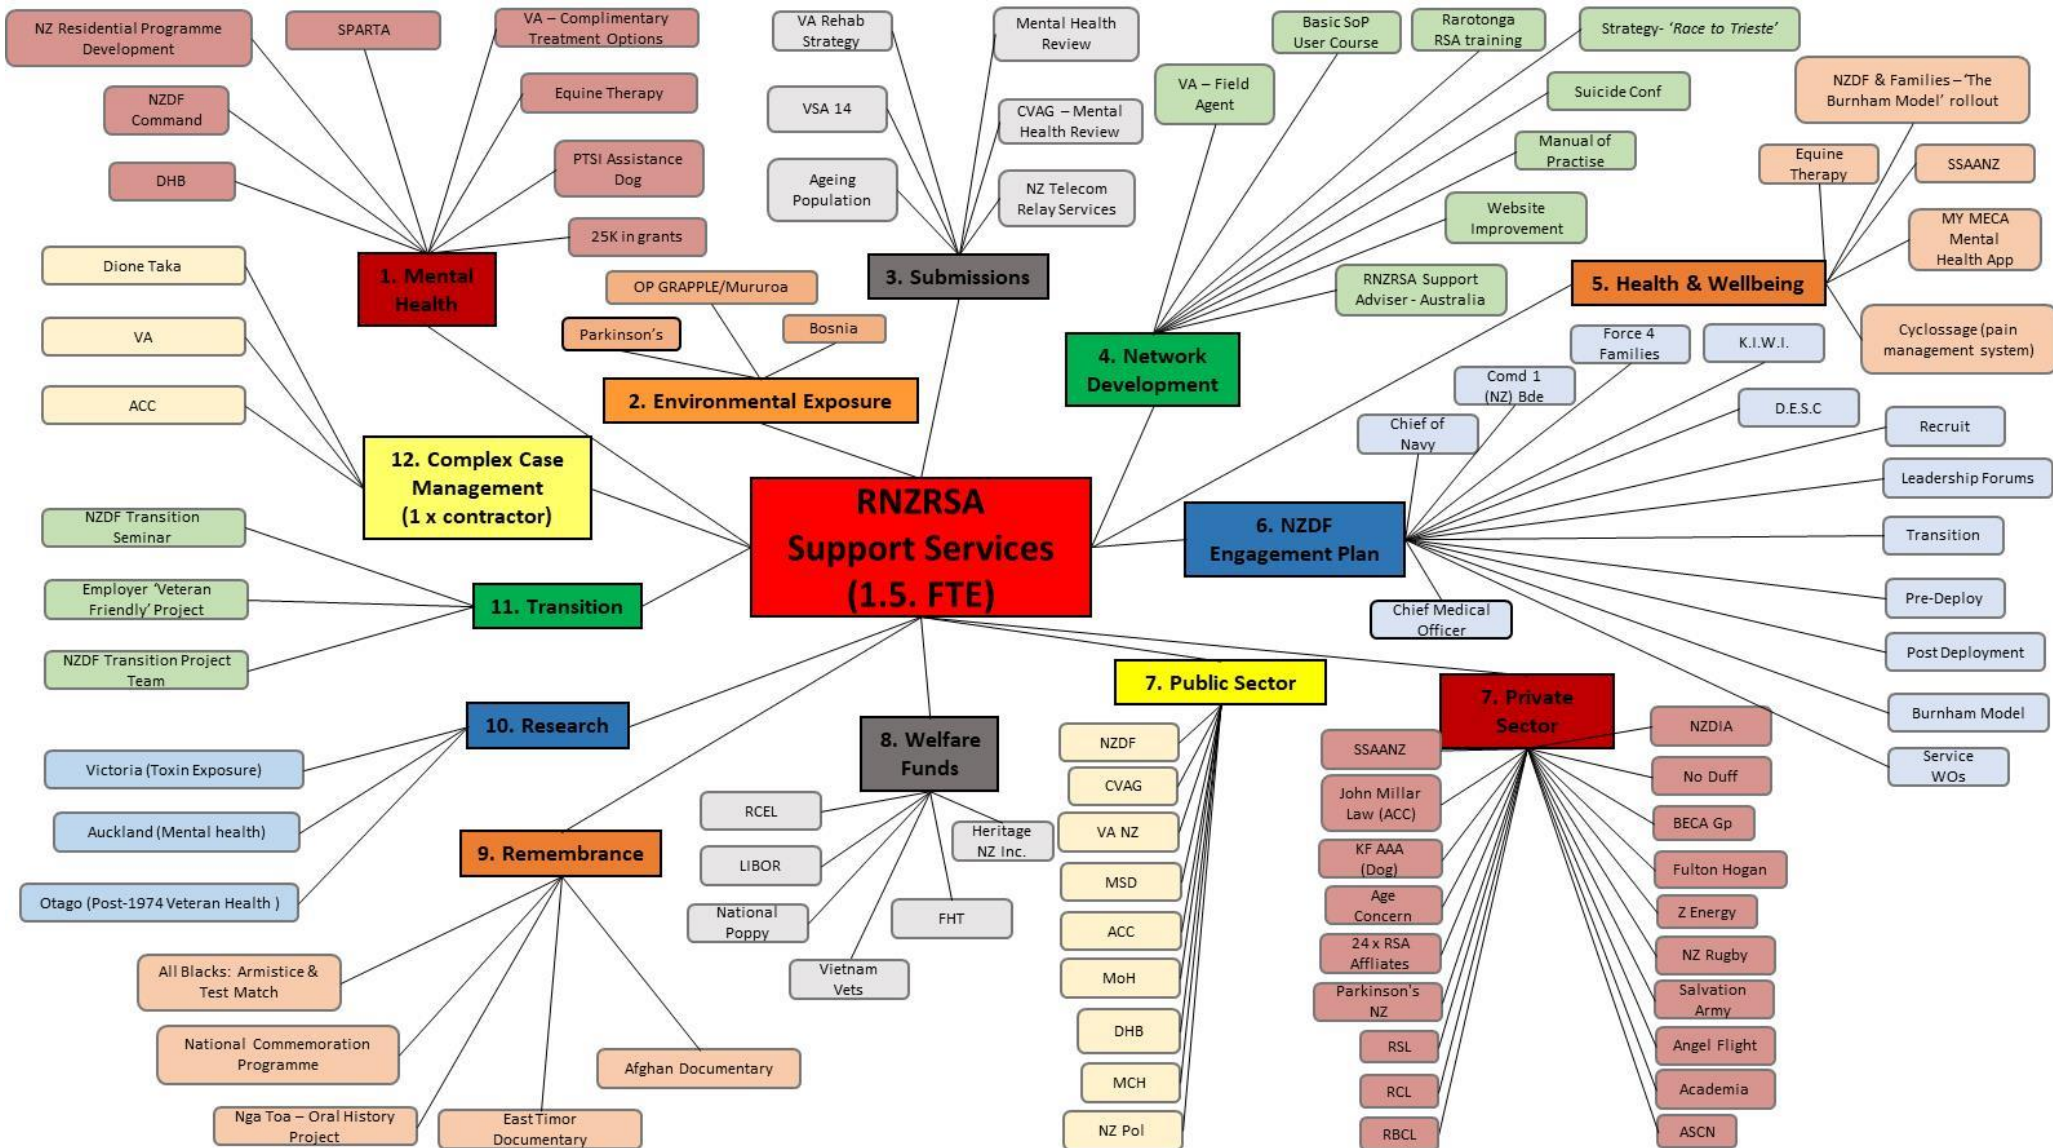 NZ Residential Programme
Development
SPARTA
VA – Complimentary
Treatment Options
NZDF
Command
Equine Therapy
DHB
PTSI Assistance
Dog
25K in grants
1. Mental
Health
VA Rehab
Strategy
Mental Health
Review
VSA 14
CVAG – Mental
Health Review
Ageing
Population
NZ Telecom
Relay Services
3. Submissions
OP GRAPPLE/Mururoa
Parkinson's
Bosnia
2. Environmental Exposure
Basic SoP
User Course
Rarotonga
RSA training
Strategy- ‘Race to Trieste’
VA – Field
Agent
Suicide Conf
Manual of
Practise
Website
Improvement
RNZRSA Support
Adviser - Australia
4. Network
Development
NZDF & Families – ‘The
Burnham Model’ rollout
Equine
Therapy
SSAANZ
MY MECA
Mental
Health App
5. Health & Wellbeing
Cyclossage (pain
management system)
Dione Taka
VA
ACC
12. Complex Case
Management
(1 x contractor)
RNZRSA
Support Services
(1.5. FTE)
Force 4
Families
K.I.W.I.
Comd 1
(NZ) Bde
D.E.S.C
Chief of
Navy
Recruit
Leadership Forums
6. NZDF
Engagement Plan
Transition
Pre-Deploy
Chief Medical
Officer
Post Deployment
Burnham Model
Service
WOs
NZDF Transition
Seminar
Employer ‘Veteran
Friendly’ Project
NZDF Transition Project
Team
11. Transition
10. Research
Victoria (Toxin Exposure)
Auckland (Mental health)
Otago (Post-1974 Veteran Health )
9. Remembrance
All Blacks: Armistice &
Test Match
National Commemoration
Programme
Nga Toa – Oral History
Project
East Timor
Documentary
Afghan Documentary
8. Welfare
Funds
RCEL
LIBOR
National
Poppy
Vietnam
Vets
FHT
Heritage
NZ Inc.
7. Public Sector
NZDF
CVAG
VA NZ
MSD
ACC
MoH
DHB
MCH
NZ Pol
7. Private
Sector
SSAANZ
John Millar
Law (ACC)
KF AAA
(Dog)
Age
Concern
24 x RSA
Affliates
Parkinson's
NZ
RSL
RCL
RBCL
NZDIA
No Duff
BECA Gp
Fulton Hogan
Z Energy
NZ Rugby
Salvation
Army
Angel Flight
Academia
ASCN